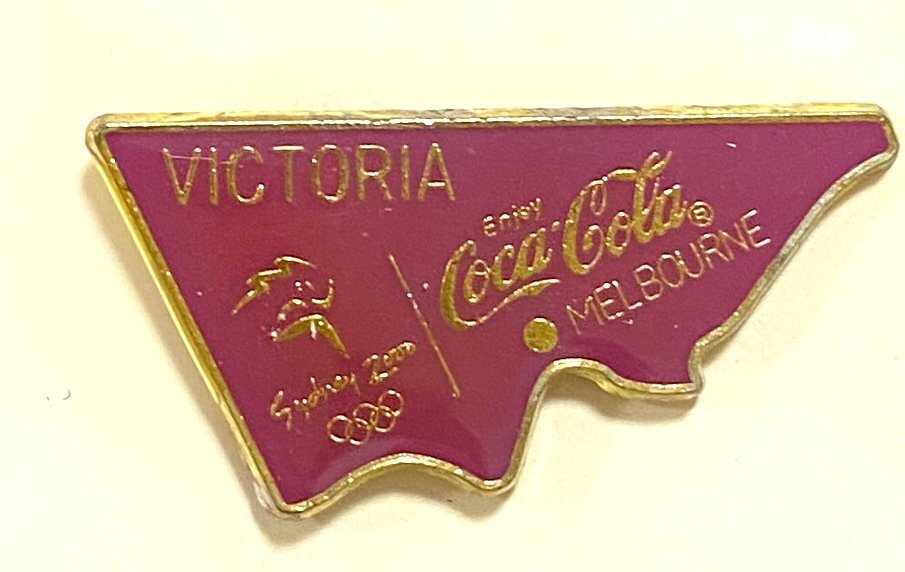 VICTORIA
Enjoy
Coca-Cola®
MELBOURNE
Sydney 2000